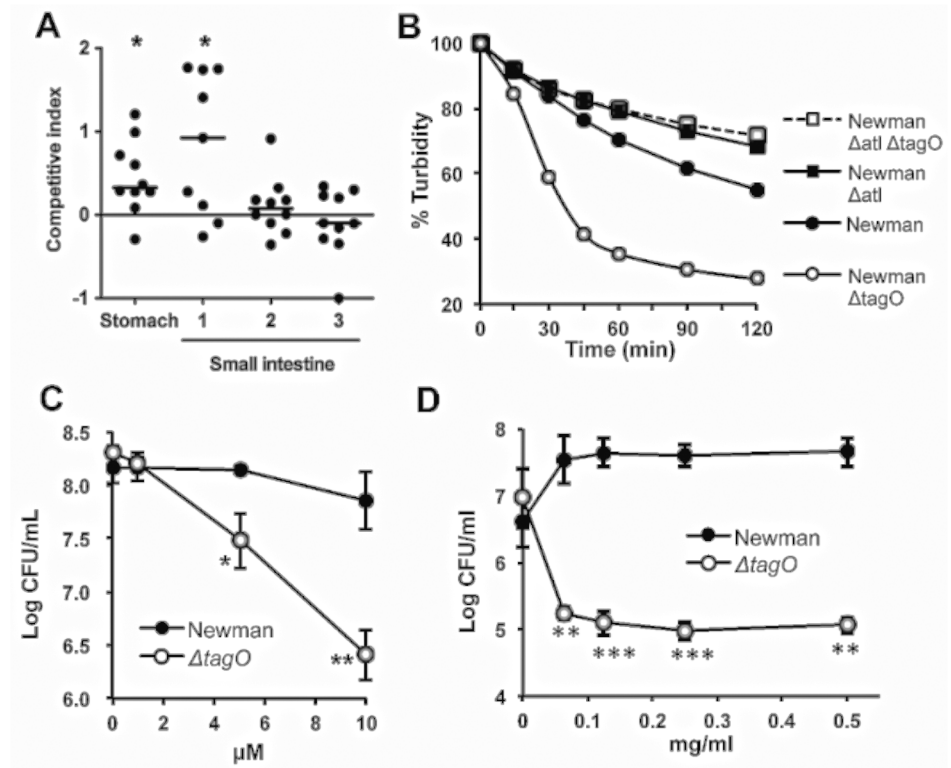 A
*
*
2
1
0
-1
Competitive index
Stomach 1 2 3
Small intestine
B
100
80
60
40
20
% Turbidity
0 30 60 90 120
Time (min)
Newman
Δatl ΔtagO
Newman
Δatl
Newman
Newman
ΔtagO
C
8.5
8.0
7.5
7.0
6.5
6.0
Log CFU/mL
*
**
Newman
ΔtagO
0 2 4 6 8 10
µM
D
8
7
6
5
4
Log CFU/ml
Newman
ΔtagO
** *** *** **
0 0.1 0.2 0.3 0.4 0.5
mg/ml